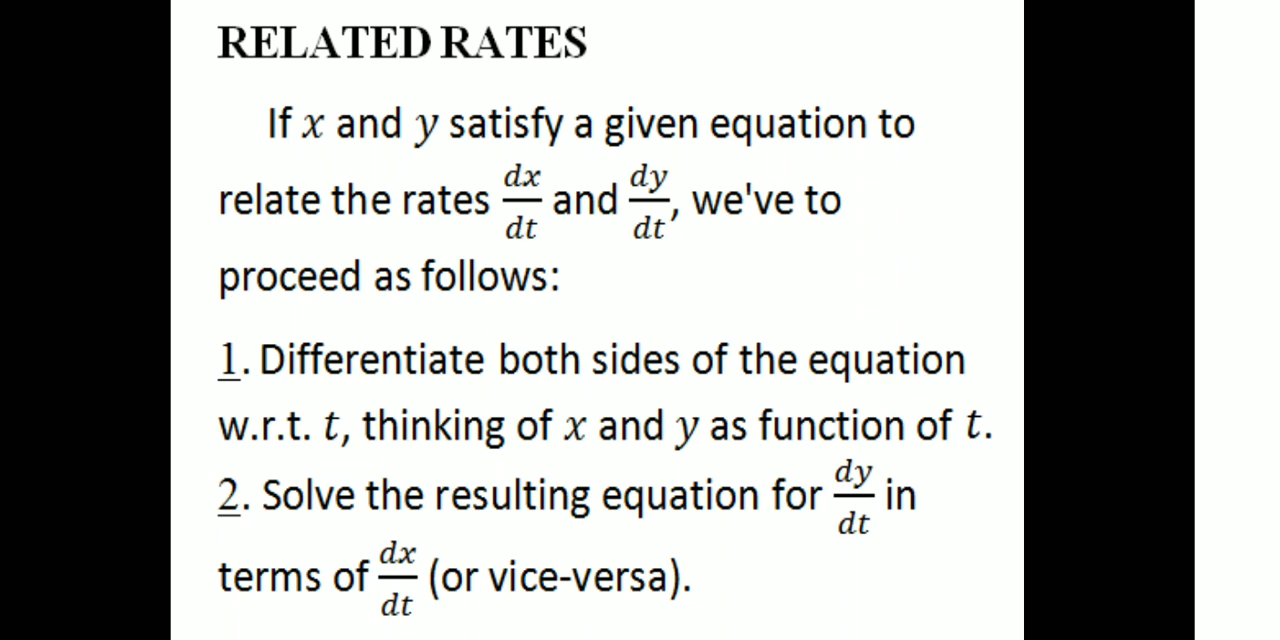 RELATED RATES
If x and y satisfy a given equation to
relate the rates dx/dt and dy/dt, we've to
proceed as follows:
1. Differentiate both sides of the equation
w.r.t. t, thinking of x and y as function of t.
2. Solve the resulting equation for dy/dt in
terms of dx/dt (or vice-versa).